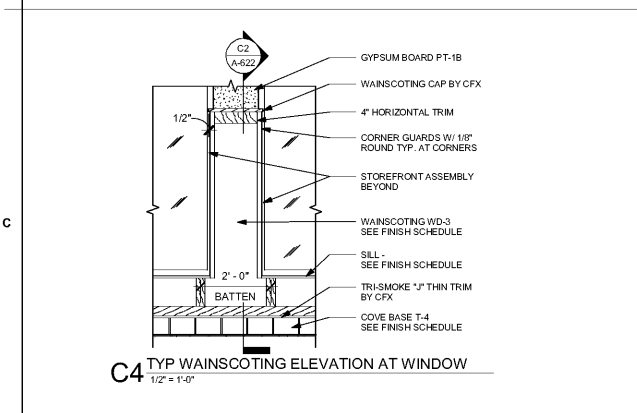 C2
A-622
GYPSUM BOARD PT-1B
WAINSCOTING CAP BY CFX
1/2"
4" HORIZONTAL TRIM
CORNER GUARDS W/ 1/8"
ROUND TYP. AT CORNERS
STOREFRONT ASSEMBLY
BEYOND
C
WAINSCOTING WD-3
SEE FINISH SCHEDULE
SILL -
SEE FINISH SCHEDULE
2' - 0"
BATTEN
TRI-SMOKE "J" THIN TRIM
BY CFX
COVE BASE T-4
SEE FINISH SCHEDULE
C4 TYP WAINSCOTING ELEVATION AT WINDOW
1/2" = 1'-0"